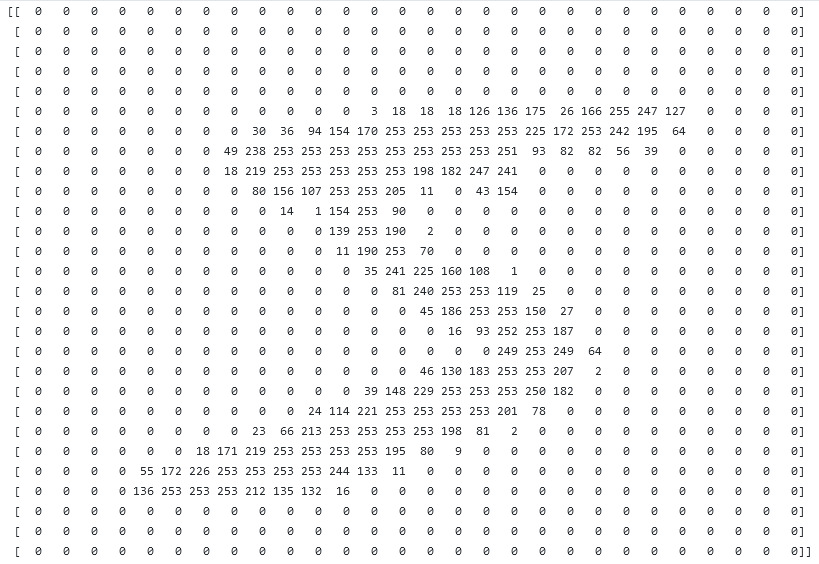 [[ 0 0 0 0 0 0 0 0 0 0 0 0 0 0 0 0 0 0 0 0 0 0 0 0 0 0 0 0]
[ 0 0 0 0 0 0 0 0 0 0 0 0 0 0 0 0 0 0 0 0 0 0 0 0 0 0 0 0]
[ 0 0 0 0 0 0 0 0 0 0 0 0 0 0 0 0 0 0 0 0 0 0 0 0 0 0 0 0]
[ 0 0 0 0 0 0 0 0 0 0 0 0 0 0 0 0 0 0 0 0 0 0 0 0 0 0 0 0]
[ 0 0 0 0 0 0 0 0 0 0 0 0 0 0 0 0 0 0 0 0 0 0 0 0 0 0 0 0]
[ 0 0 0 0 0 0 0 0 0 0 0 0 3 18 18 18 126 136 175 26 166 255 247 127 0 0 0 0]
[ 0 0 0 0 0 0 0 0 30 36 94 154 170 253 253 253 253 253 225 172 253 242 195 64 0 0 0 0]
[ 0 0 0 0 0 0 0 49 238 253 253 253 253 253 253 253 253 251 93 82 82 56 39 0 0 0 0 0]
[ 0 0 0 0 0 0 0 18 219 253 253 253 253 253 198 182 247 241 0 0 0 0 0 0 0 0 0 0]
[ 0 0 0 0 0 0 0 0 80 156 107 253 253 205 11 0 43 154 0 0 0 0 0 0 0 0 0 0]
[ 0 0 0 0 0 0 0 0 0 14 1 154 253 90 0 0 0 0 0 0 0 0 0 0 0 0 0 0]
[ 0 0 0 0 0 0 0 0 0 0 0 139 253 190 2 0 0 0 0 0 0 0 0 0 0 0 0 0]
[ 0 0 0 0 0 0 0 0 0 0 0 11 190 253 70 0 0 0 0 0 0 0 0 0 0 0 0 0]
[ 0 0 0 0 0 0 0 0 0 0 0 0 35 241 225 160 108 1 0 0 0 0 0 0 0 0 0 0]
[ 0 0 0 0 0 0 0 0 0 0 0 0 0 81 240 253 253 119 25 0 0 0 0 0 0 0 0 0]
[ 0 0 0 0 0 0 0 0 0 0 0 0 0 0 45 186 253 253 150 27 0 0 0 0 0 0 0 0]
[ 0 0 0 0 0 0 0 0 0 0 0 0 0 0 0 16 93 252 253 187 0 0 0 0 0 0 0 0]
[ 0 0 0 0 0 0 0 0 0 0 0 0 0 0 0 0 0 249 253 249 64 0 0 0 0 0 0 0]
[ 0 0 0 0 0 0 0 0 0 0 0 0 0 0 46 130 183 253 253 207 2 0 0 0 0 0 0 0]
[ 0 0 0 0 0 0 0 0 0 0 0 0 39 148 229 253 253 253 250 182 0 0 0 0 0 0 0 0]
[ 0 0 0 0 0 0 0 0 0 0 24 114 221 253 253 253 253 201 78 0 0 0 0 0 0 0 0 0]
[ 0 0 0 0 0 0 0 0 23 66 213 253 253 253 253 198 81 2 0 0 0 0 0 0 0 0 0 0]
[ 0 0 0 0 0 0 18 171 219 253 253 253 253 195 80 9 0 0 0 0 0 0 0 0 0 0 0 0]
[ 0 0 0 0 55 172 226 253 253 253 253 244 133 11 0 0 0 0 0 0 0 0 0 0 0 0 0 0]
[ 0 0 0 0 136 253 253 253 212 135 132 16 0 0 0 0 0 0 0 0 0 0 0 0 0 0 0 0]
[ 0 0 0 0 0 0 0 0 0 0 0 0 0 0 0 0 0 0 0 0 0 0 0 0 0 0 0 0]
[ 0 0 0 0 0 0 0 0 0 0 0 0 0 0 0 0 0 0 0 0 0 0 0 0 0 0 0 0]
[ 0 0 0 0 0 0 0 0 0 0 0 0 0 0 0 0 0 0 0 0 0 0 0 0 0 0 0 0]]